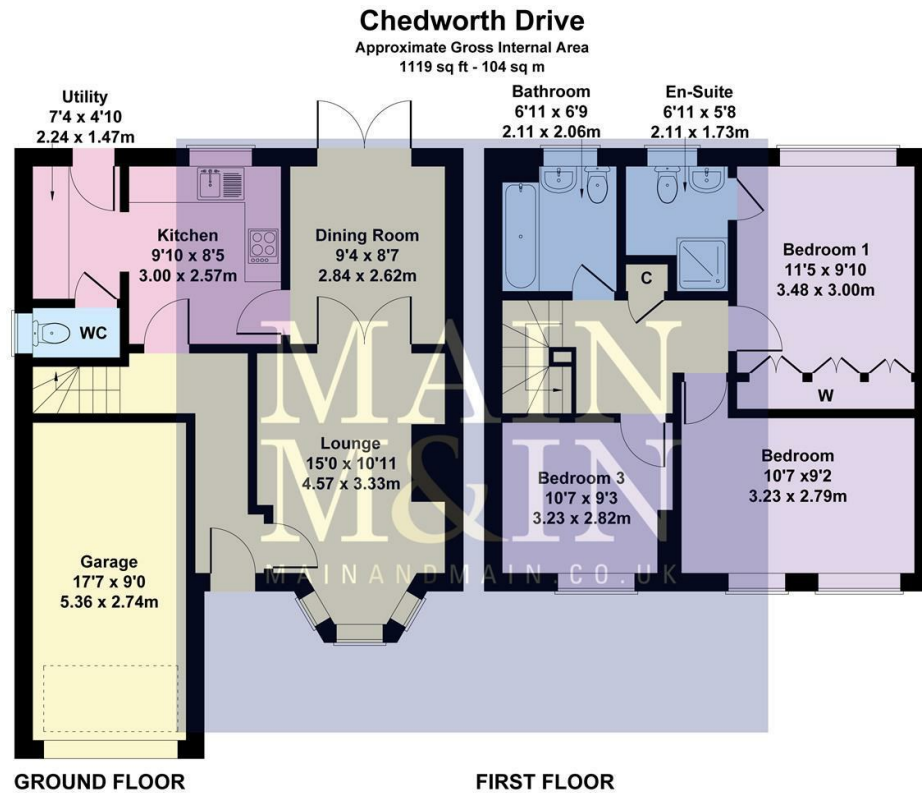 Chedworth Drive
Approximate Gross Internal Area
1119 sq ft - 104 sq m
Utility
7'4 x 4'10
2.24 x 1.47m
Kitchen
9'10 x 8'5
3.00 x 2.57m
Dining Room
9'4 x 8'7
2.84 x 2.62m
WC
Lounge
15'0 x 10'11
4.57 x 3.33m
Garage
17'7 x 9'0
5.36 x 2.74m
GROUND FLOOR
Bathroom
6'11 x 6'9
2.11 x 2.06m
En-Suite
6'11 x 5'8
2.11 x 1.73m
C
Bedroom 1
11'5 x 9'10
3.48 x 3.00m
W
Bedroom 3
10'7 x 9'3
3.23 x 2.82m
Bedroom
10'7 x9'2
3.23 x 2.79m
FIRST FLOOR
MAIN
M&IN
MAINANDMAIN.CO.UK